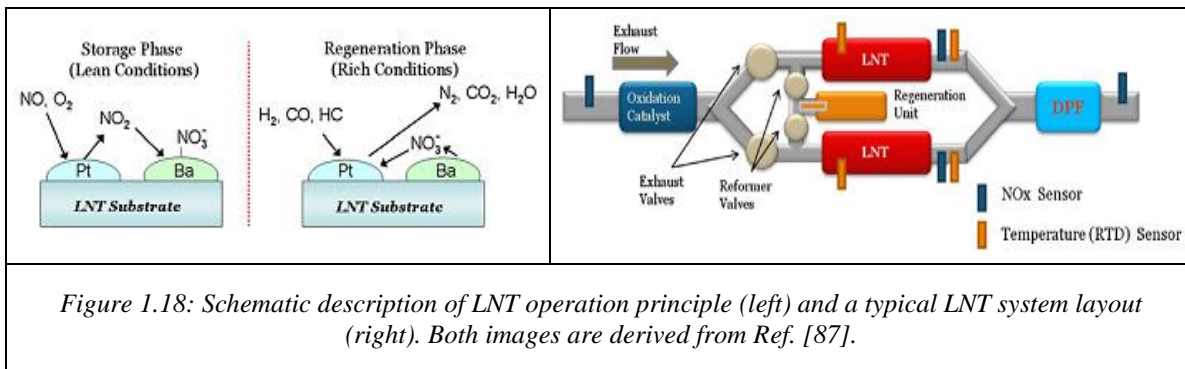 Storage Phase
(Lean Conditions)
NO, O₂
NO₂
NO₃⁻
Pt
Ba
LNT Substrate
Regeneration Phase
(Rich Conditions)
N₂, CO₂, H₂O
H₂, CO, HC
NO₃⁻
Pt
Ba
LNT Substrate
Exhaust
Flow
Oxidation
Catalyst
LNT
Regeneration
Unit
LNT
DPF
Exhaust
Valves
Reformer
Valves
NOx Sensor
Temperature (RTD) Sensor
Figure 1.18: Schematic description of LNT operation principle (left) and a typical LNT system layout
(right). Both images are derived from Ref. [87].